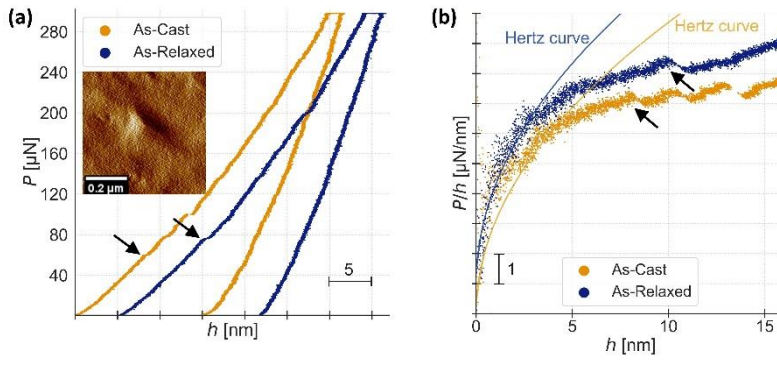 (a)
As-Cast
As-Relaxed
280
240
200
160
120
80
40
P [µN]
0.2 µm
5
h [nm]
(b)
Hertz curve
Hertz curve
P/h [µN/nm]
1
As-Cast
As-Relaxed
0
5
10
15
h [nm]